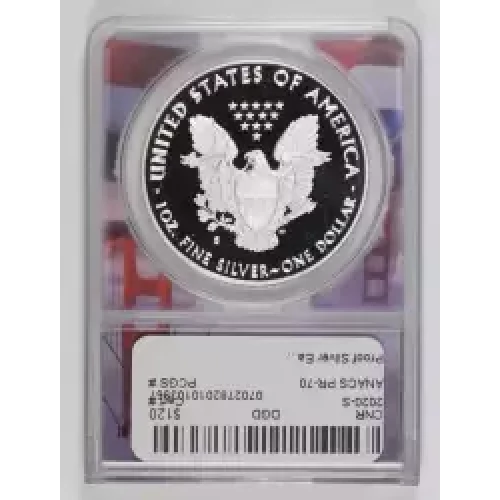 UNITED STATES OF AMERICA
1 OZ. FINE SILVER~ONE DOLLAR
S
CNR DGD $120
2020-S
ANACS PR-70 PCGS #
Proof Silver Ea..